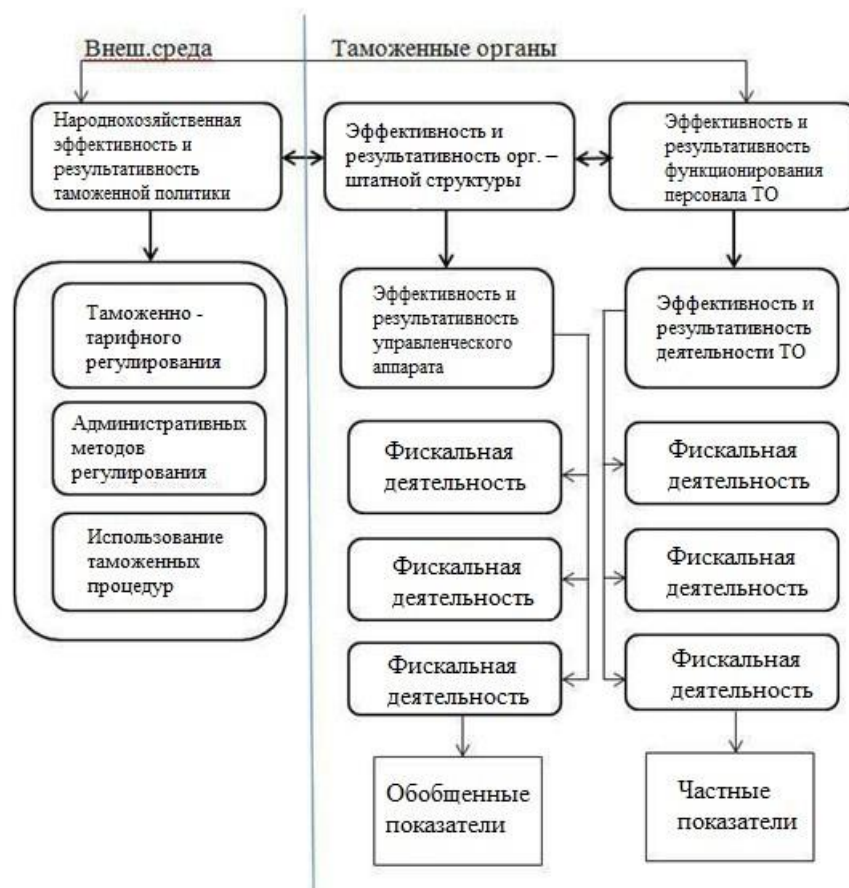 Внеш.среда
Таможенные органы
Народнохозяйственная
эффективность и
результативность
таможенной политики
Эффективность и
результативность орг. –
штатной структуры
Эффективность и
результативность
функционирования
персонала ТО
Таможенно -
тарифного
регулирования
Административных
методов
регулирования
Использование
таможенных
процедур
Эффективность и
результативность
управленческого
аппарата
Фискальная
деятельность
Фискальная
деятельность
Фискальная
деятельность
Обобщенные
показатели
Эффективность и
результативность
деятельности ТО
Фискальная
деятельность
Фискальная
деятельность
Фискальная
деятельность
Частные
показатели